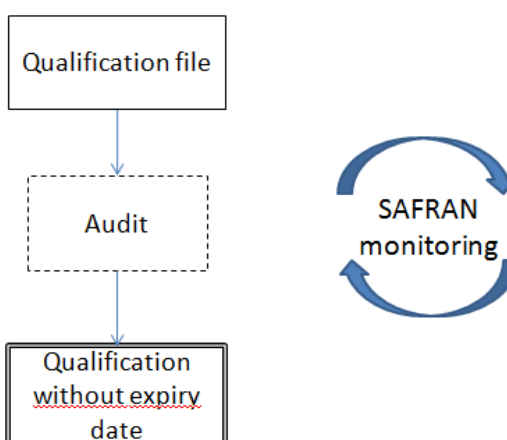 Qualification file
Audit
SAFRAN
monitoring
Qualification
without expiry
date